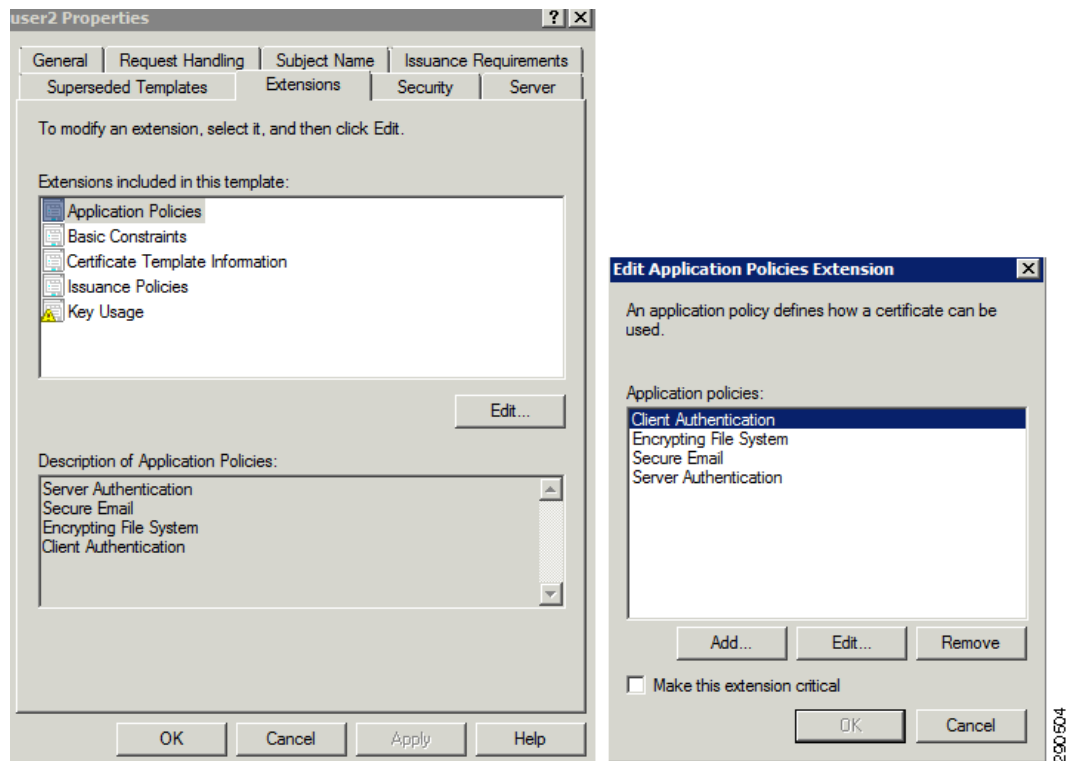 user2 Properties
General
Request Handling
Subject Name
Issuance Requirements
Superseded Templates
Extensions
Security
Server
To modify an extension, select it, and then click Edit.
Extensions included in this template:
Application Policies
Basic Constraints
Certificate Template Information
Issuance Policies
Key Usage
Edit...
Description of Application Policies:
Server Authentication
Secure Email
Encrypting File System
Client Authentication
OK
Cancel
Apply
Help
Edit Application Policies Extension
An application policy defines how a certificate can be
used.
Application policies:
Client Authentication
Encrypting File System
Secure Email
Server Authentication
Add...
Edit...
Remove
Make this extension critical
OK
Cancel
290504